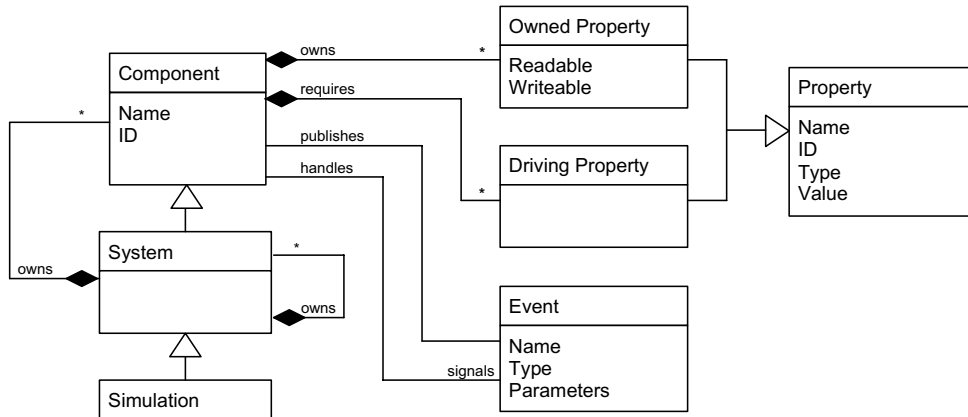 Owned Property
Readable
Writeable
Component
Name
ID
owns
*
requires
*
publishes
handles
*
owns
Driving Property
Property
Name
ID
Type
Value
System
*
owns
Event
Name
Type
Parameters
signals
Simulation